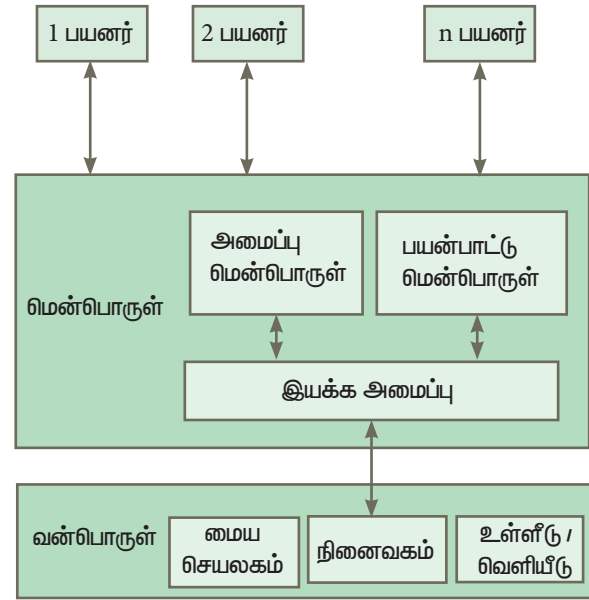 1 பயனர்
2 பயனர்
n பயனர்
மென்பொருள்
அமைப்பு
மென்பொருள்
பயன்பாட்டு
மென்பொருள்
இயக்க அமைப்பு
வன்பொருள்
மைய
செயலகம்
நினைவகம்
உள்ளீடு /
வெளியீடு